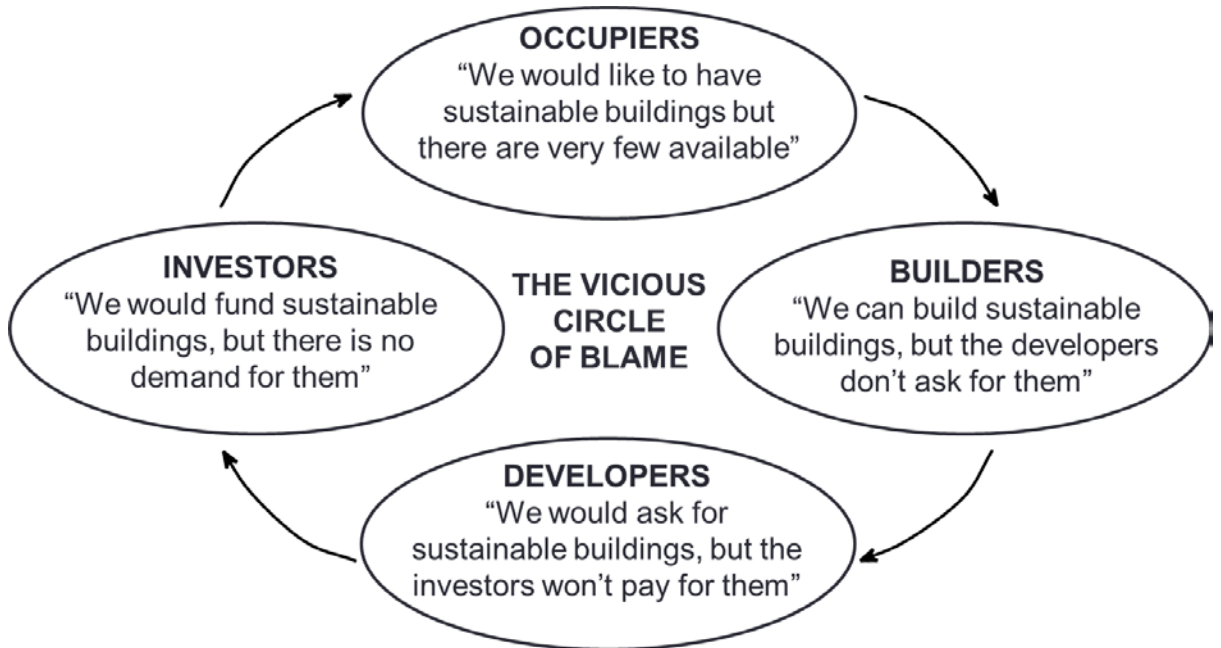 OCCUPIERS
“We would like to have
sustainable buildings but
there are very few available”
INVESTORS
“We would fund sustainable
buildings, but there is no
demand for them”
THE VICIOUS
CIRCLE
OF BLAME
BUILDERS
“We can build sustainable
buildings, but the developers
don’t ask for them”
DEVELOPERS
“We would ask for
sustainable buildings, but the
investors won’t pay for them”